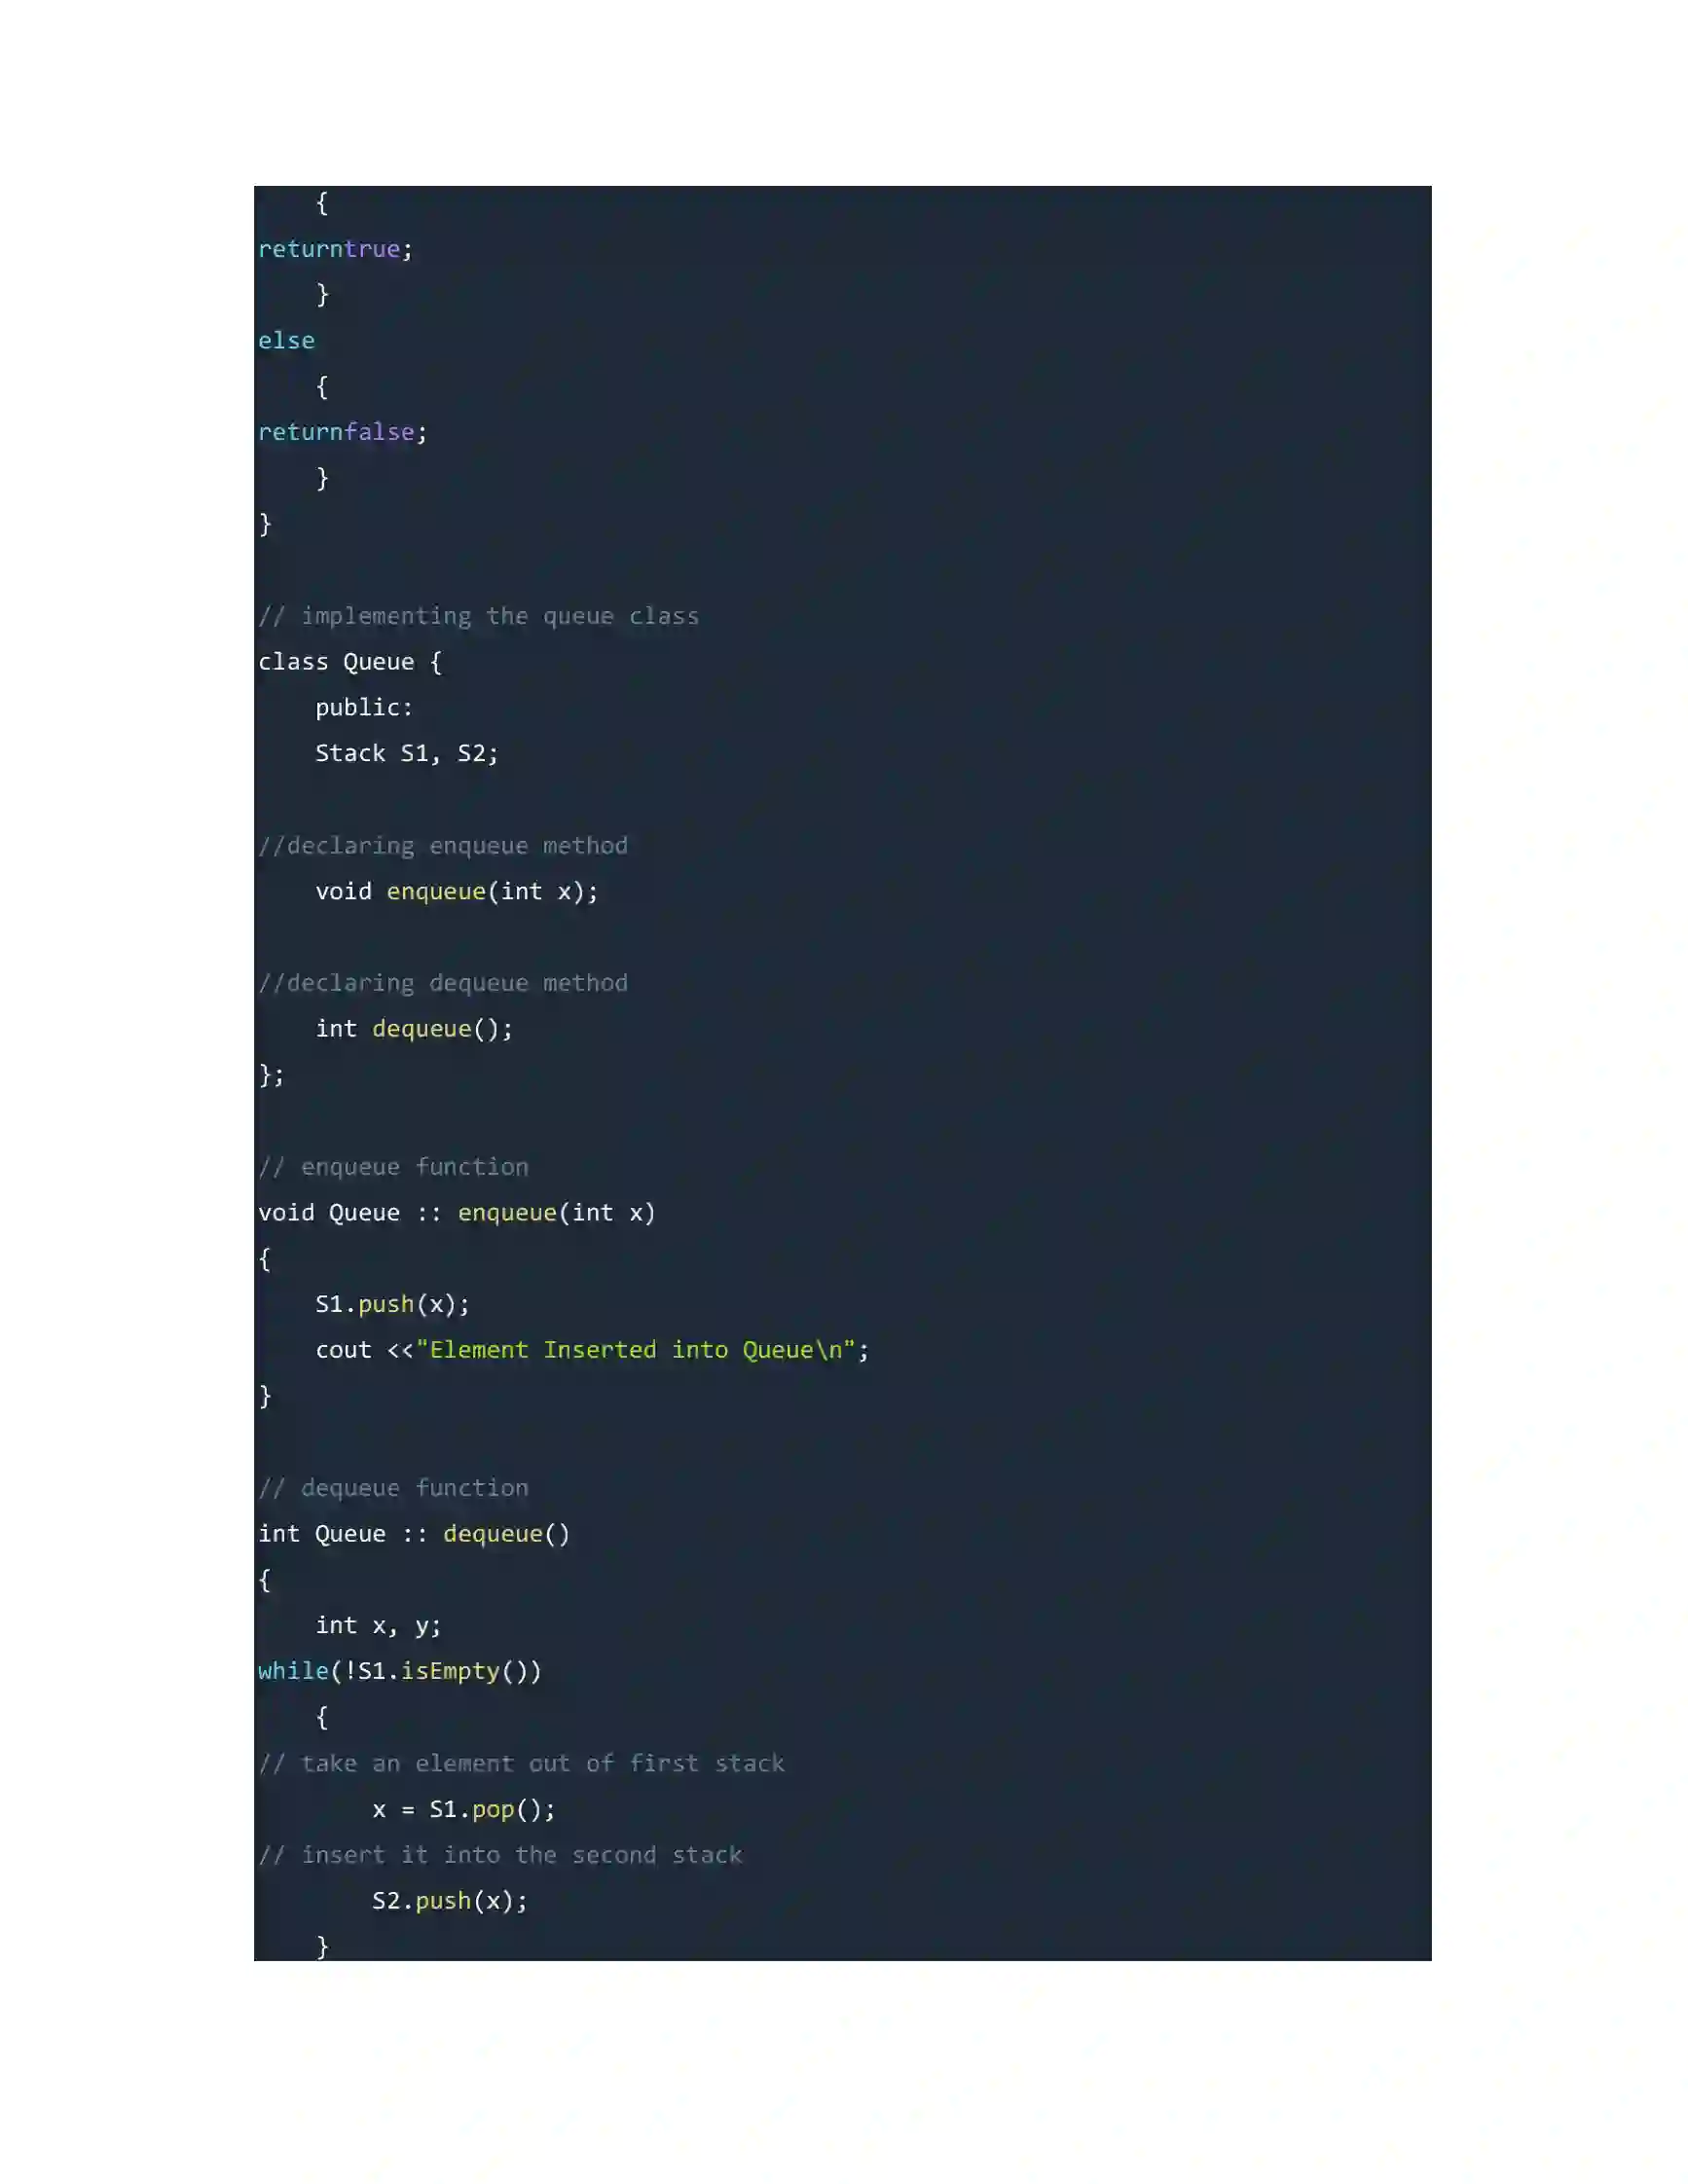 {
returntrue;
}
else
{
returnfalse;
}
}
// implementing the queue class
class Queue {
public:
Stack S1, S2;
//declaring enqueue method
void enqueue(int x);
//declaring dequeue method
int dequeue();
};
// enqueue function
void Queue :: enqueue(int x)
{
S1.push(x);
cout <<"Element Inserted into Queue\n";
}
// dequeue function
int Queue :: dequeue()
{
int x, y;
while(!S1.isEmpty())
{
// take an element out of first stack
x = S1.pop();
// insert it into the second stack
S2.push(x);
}